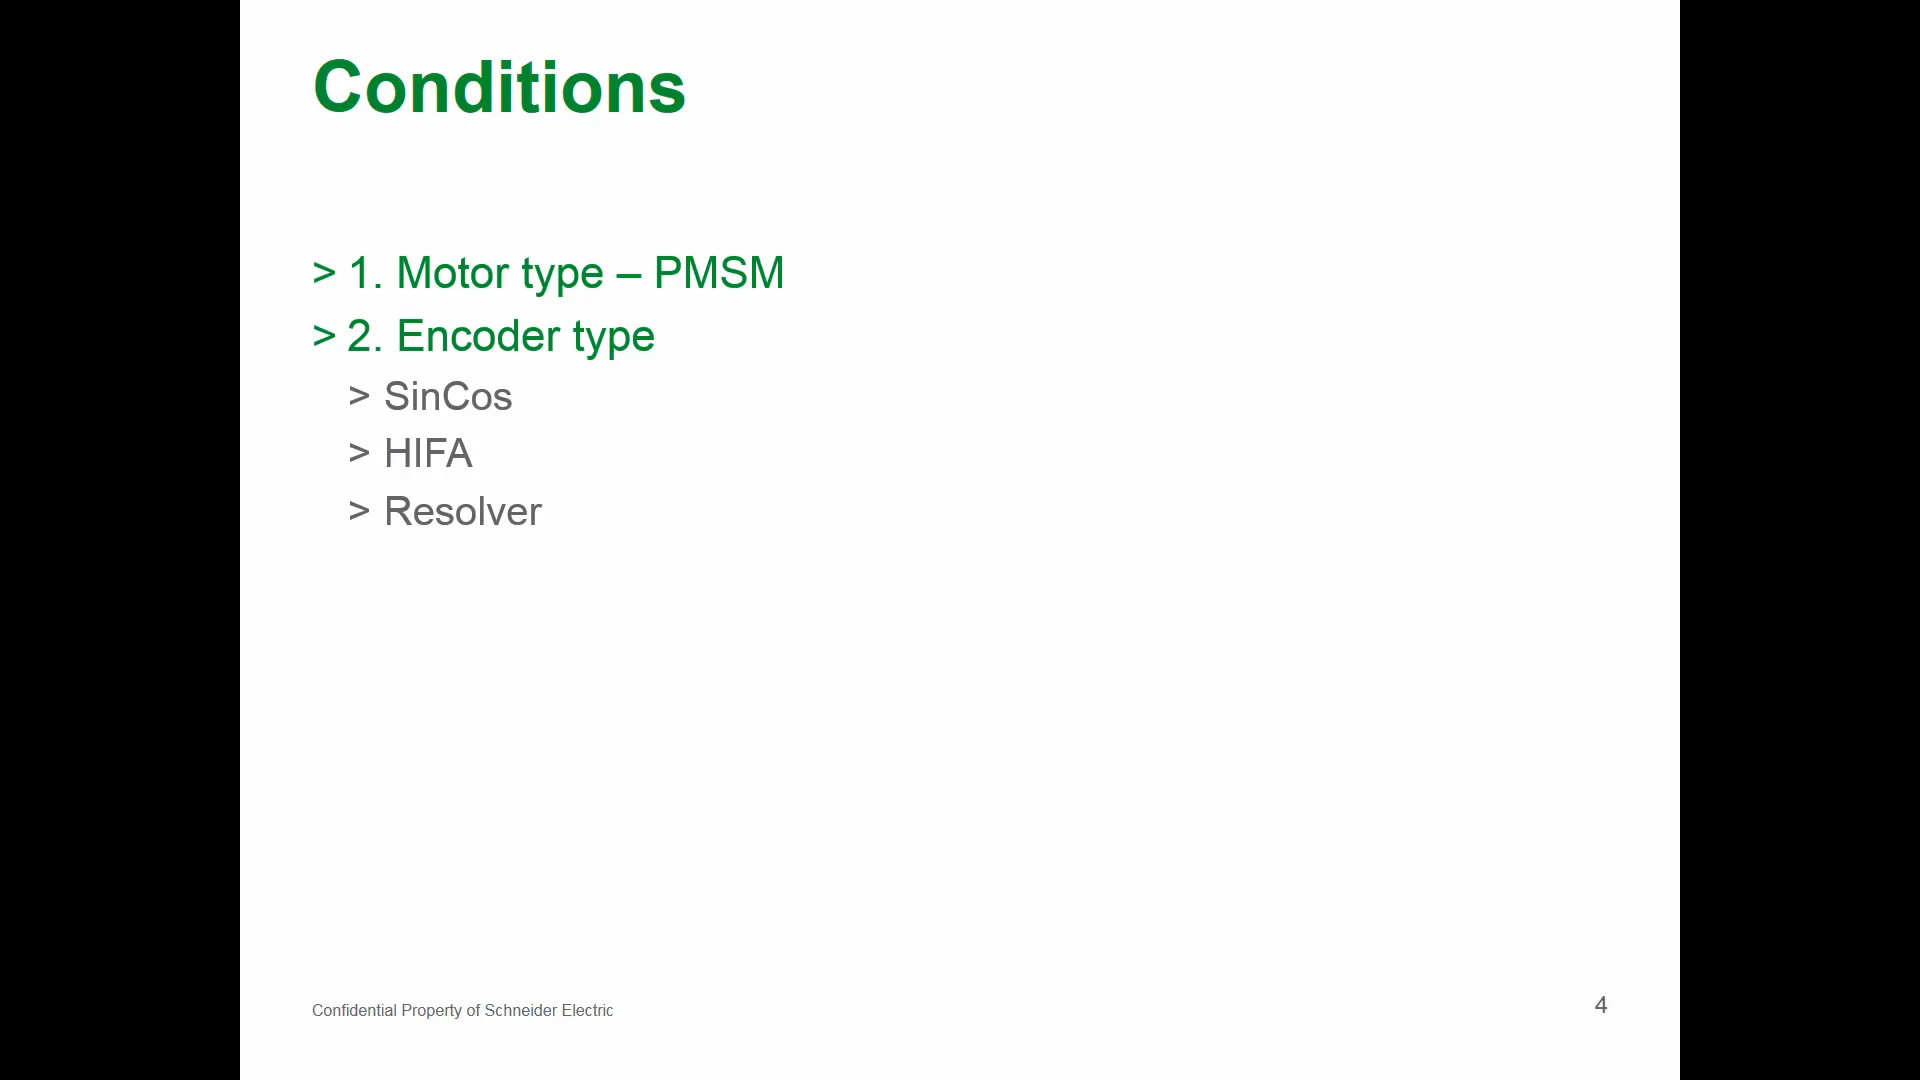 Conditions
> 1. Motor type – PMSM
> 2. Encoder type
> SinCos
> HIFA
> Resolver
Confidential Property of Schneider Electric
4